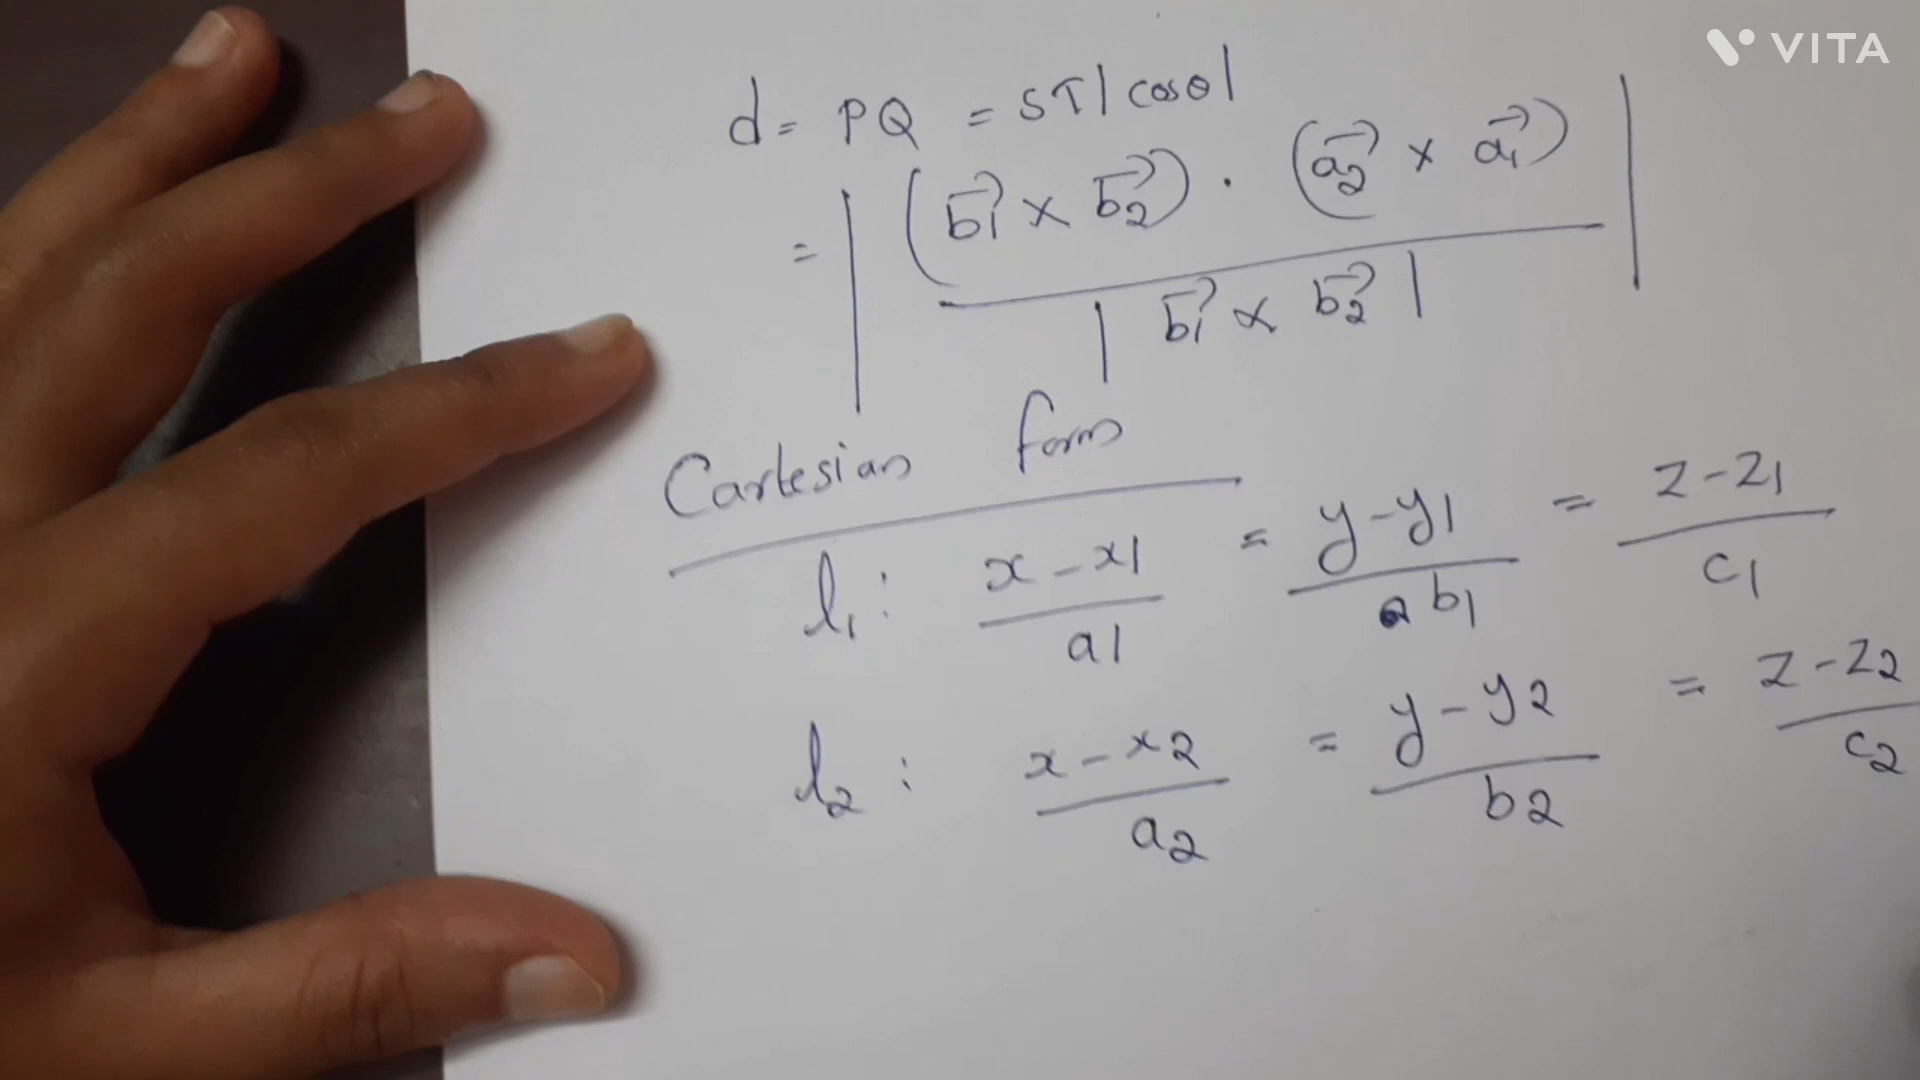 VITA
d = PQ = ST |cosθ|
= | (b₁⃗ × b₂⃗) · (a₂⃗ × a₁⃗) / |b₁⃗ × b₂⃗| |
Cartesian form
l₁: (x - x1)/a1 = (y - y1)/b1 = (z - z1)/c1
l₂: (x - x2)/a2 = (y - y2)/b2 = (z - z2)/c2